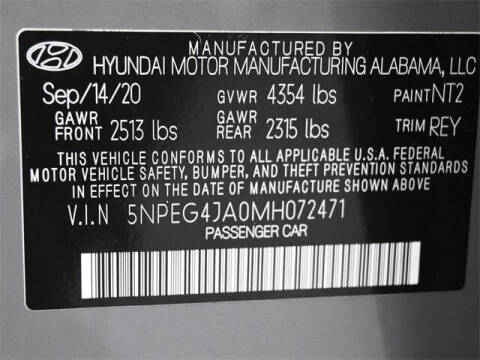 MANUFACTURED BY
HYUNDAI MOTOR MANUFACTURING ALABAMA, LLC
Sep/14/20 GVWR 4354 lbs PAINT NT2
GAWR FRONT 2513 lbs GAWR REAR 2315 lbs TRIM REY
THIS VEHICLE CONFORMS TO ALL APPLICABLE U.S.A. FEDERAL
MOTOR VEHICLE SAFETY, BUMPER, AND THEFT PREVENTION STANDARDS
IN EFFECT ON THE DATE OF MANUFACTURE SHOWN ABOVE
V.I.N 5NPEG4JA0MH072471
PASSENGER CAR